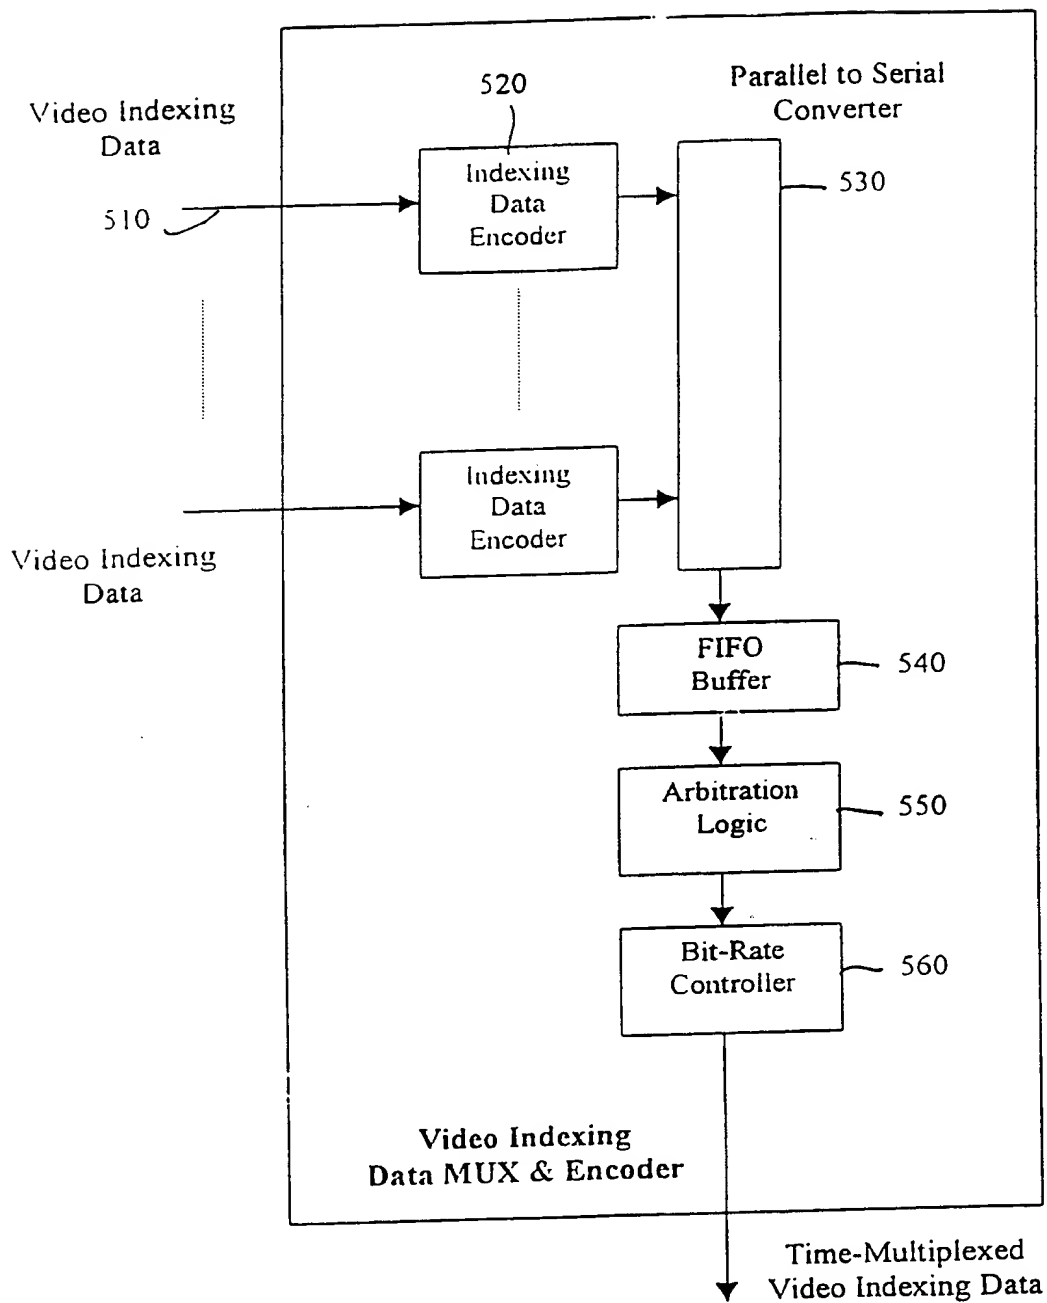 520
Parallel to Serial
Converter
Video Indexing
Data
Indexing
Data
Encoder
530
510
Indexing
Data
Encoder
Video Indexing
Data
FIFO
Buffer
540
Arbitration
Logic
550
Bit-Rate
Controller
560
Video Indexing
Data MUX & Encoder
Time-Multiplexed
Video Indexing Data